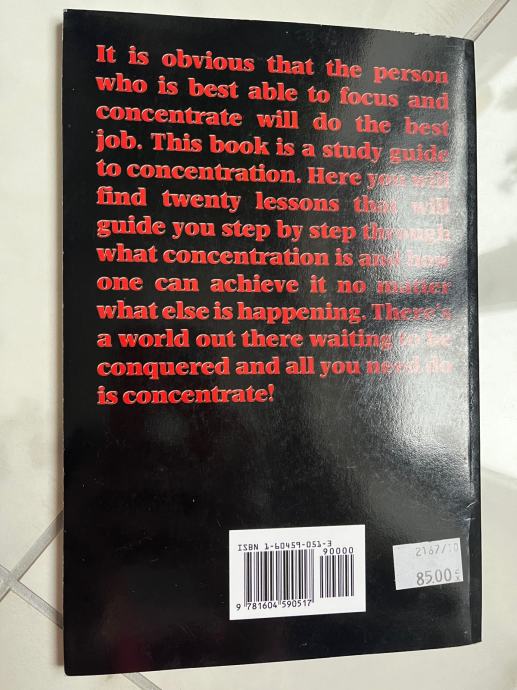 It is obvious that the person
who is best able to focus and
concentrate will do the best
job. This book is a study guide
to concentration. Here you will
find twenty lessons that will
guide you step by step through
what concentration is and how
one can achieve it no matter
what else is happening. There's
a world out there waiting to be
conquered and all you need do
is concentrate!
ISBN 1-60459-051-3
90000
9 781604 590517
2167/10
85.00